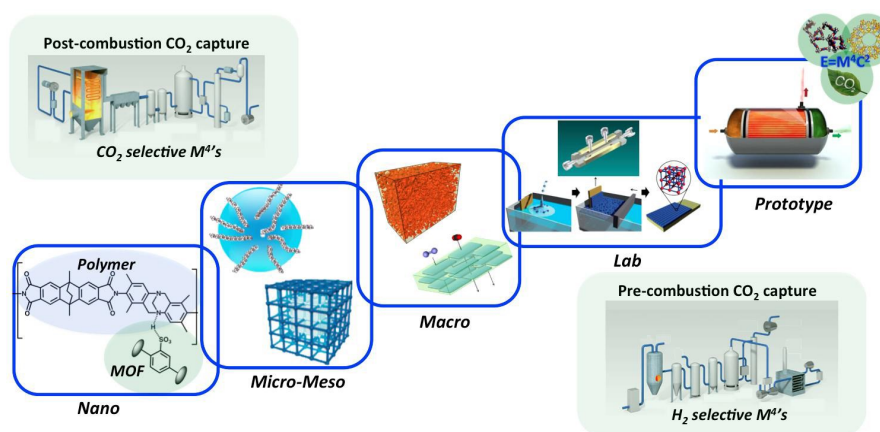 Post-combustion CO₂ capture
CO₂ selective M⁴'s
E=M⁴C²
CO₂
Prototype
Lab
Macro
Micro-Meso
Polymer
O
O
N
O
O
N
N
N
H
SO₃
MOF
Nano
Pre-combustion CO₂ capture
H₂ selective M⁴'s